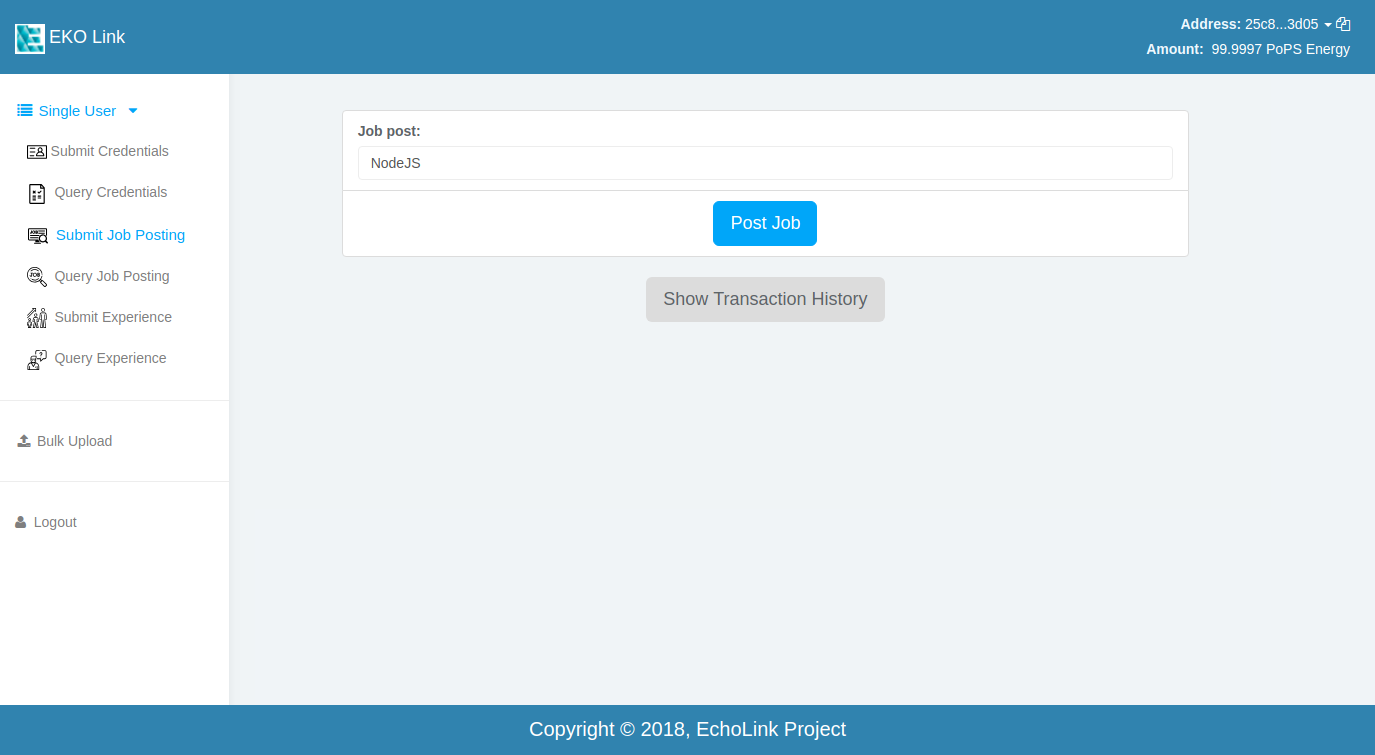 EKO Link
Address: 25c8...3d05
Amount: 99.9997 PoPS Energy
Single User
Submit Credentials
Query Credentials
Submit Job Posting
Query Job Posting
Submit Experience
Query Experience
Bulk Upload
Logout
Job post:
NodeJS
Post Job
Show Transaction History
Copyright © 2018, EchoLink Project